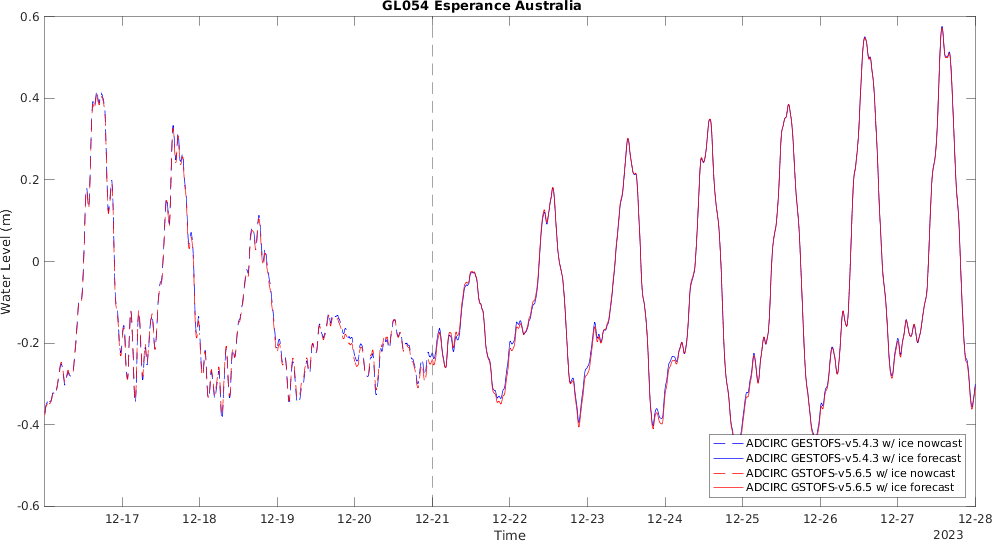 GL054 Esperance Australia
Water Level (m)
0.6
0.4
0.2
0
-0.2
-0.4
-0.6
12-17 12-18 12-19 12-20 12-21 12-22 12-23 12-24 12-25 12-26 12-27 12-28
Time
2023
ADCIRC GESTOFS-v5.4.3 w/ ice nowcast
ADCIRC GESTOFS-v5.4.3 w/ ice forecast
ADCIRC GSTOFS-v5.6.5 w/ ice nowcast
ADCIRC GSTOFS-v5.6.5 w/ ice forecast